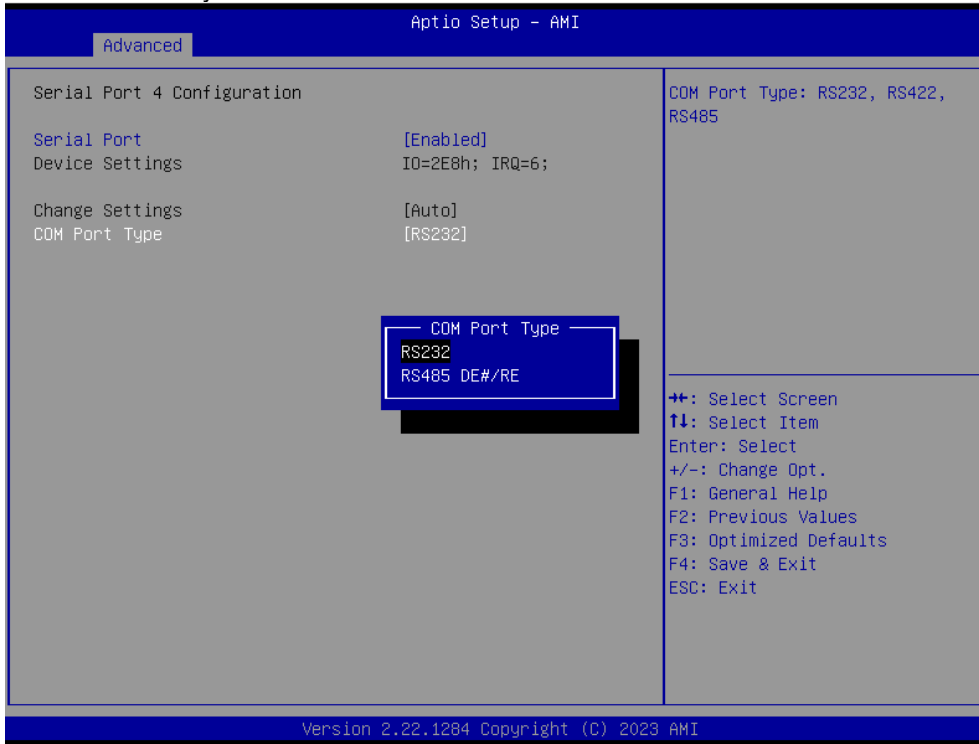 Aptio Setup – AMI
Advanced
Serial Port 4 Configuration
Serial Port [Enabled]
Device Settings IO=2E8h; IRQ=6;
Change Settings [Auto]
COM Port Type [RS232]
COM Port Type
RS232
RS485 DE#/RE
COM Port Type: RS232, RS422,
RS485
→←: Select Screen
↑↓: Select Item
Enter: Select
+/-: Change Opt.
F1: General Help
F2: Previous Values
F3: Optimized Defaults
F4: Save & Exit
ESC: Exit
Version 2.22.1284 Copyright (C) 2023 AMI